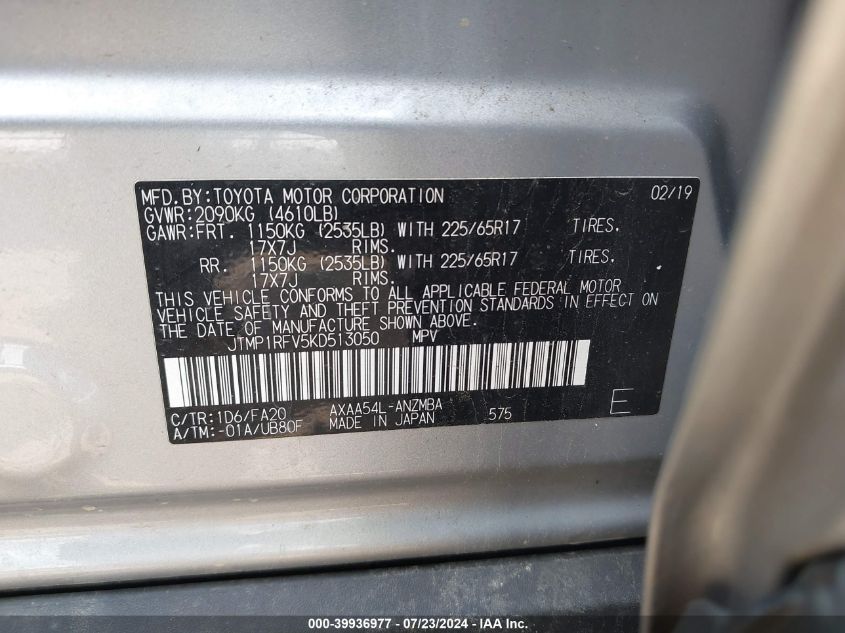 MFD.BY:TOYOTA MOTOR CORPORATION 02/19
GVWR:2090KG (4610LB)
GAWR:FRT. 1150KG (2535LB) WITH 225/65R17 TIRES.
17X7J RIMS.
RR. 1150KG (2535LB) WITH 225/65R17 TIRES.
17X7J RIMS.
THIS VEHICLE CONFORMS TO ALL APPLICABLE FEDERAL MOTOR
VEHICLE SAFETY AND THEFT PREVENTION STANDARDS IN EFFECT ON
THE DATE OF MANUFACTURE SHOWN ABOVE.
JTMP1RFV5KD513050 MPV
C/TR:1D6/FA20 AXAA54L-ANZMBA 575 E
A/TM:-01A/UB80F MADE IN JAPAN
000-39936977 - 07/23/2024 - IAA Inc.